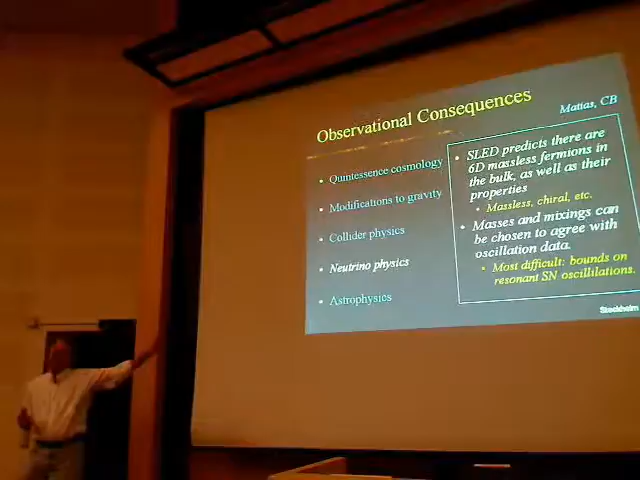 Observational Consequences
Matias, CB
• Quintessence cosmology
• Modifications to gravity
• Collider physics
• Neutrino physics
• Astrophysics
• SLED predicts there are
6D massless fermions in
the bulk, as well as their
properties
• Massless, chiral, etc.
• Masses and mixings can
be chosen to agree with
oscillation data.
• Most difficult: bounds on
resonant SN oscillilations.
Stockholm